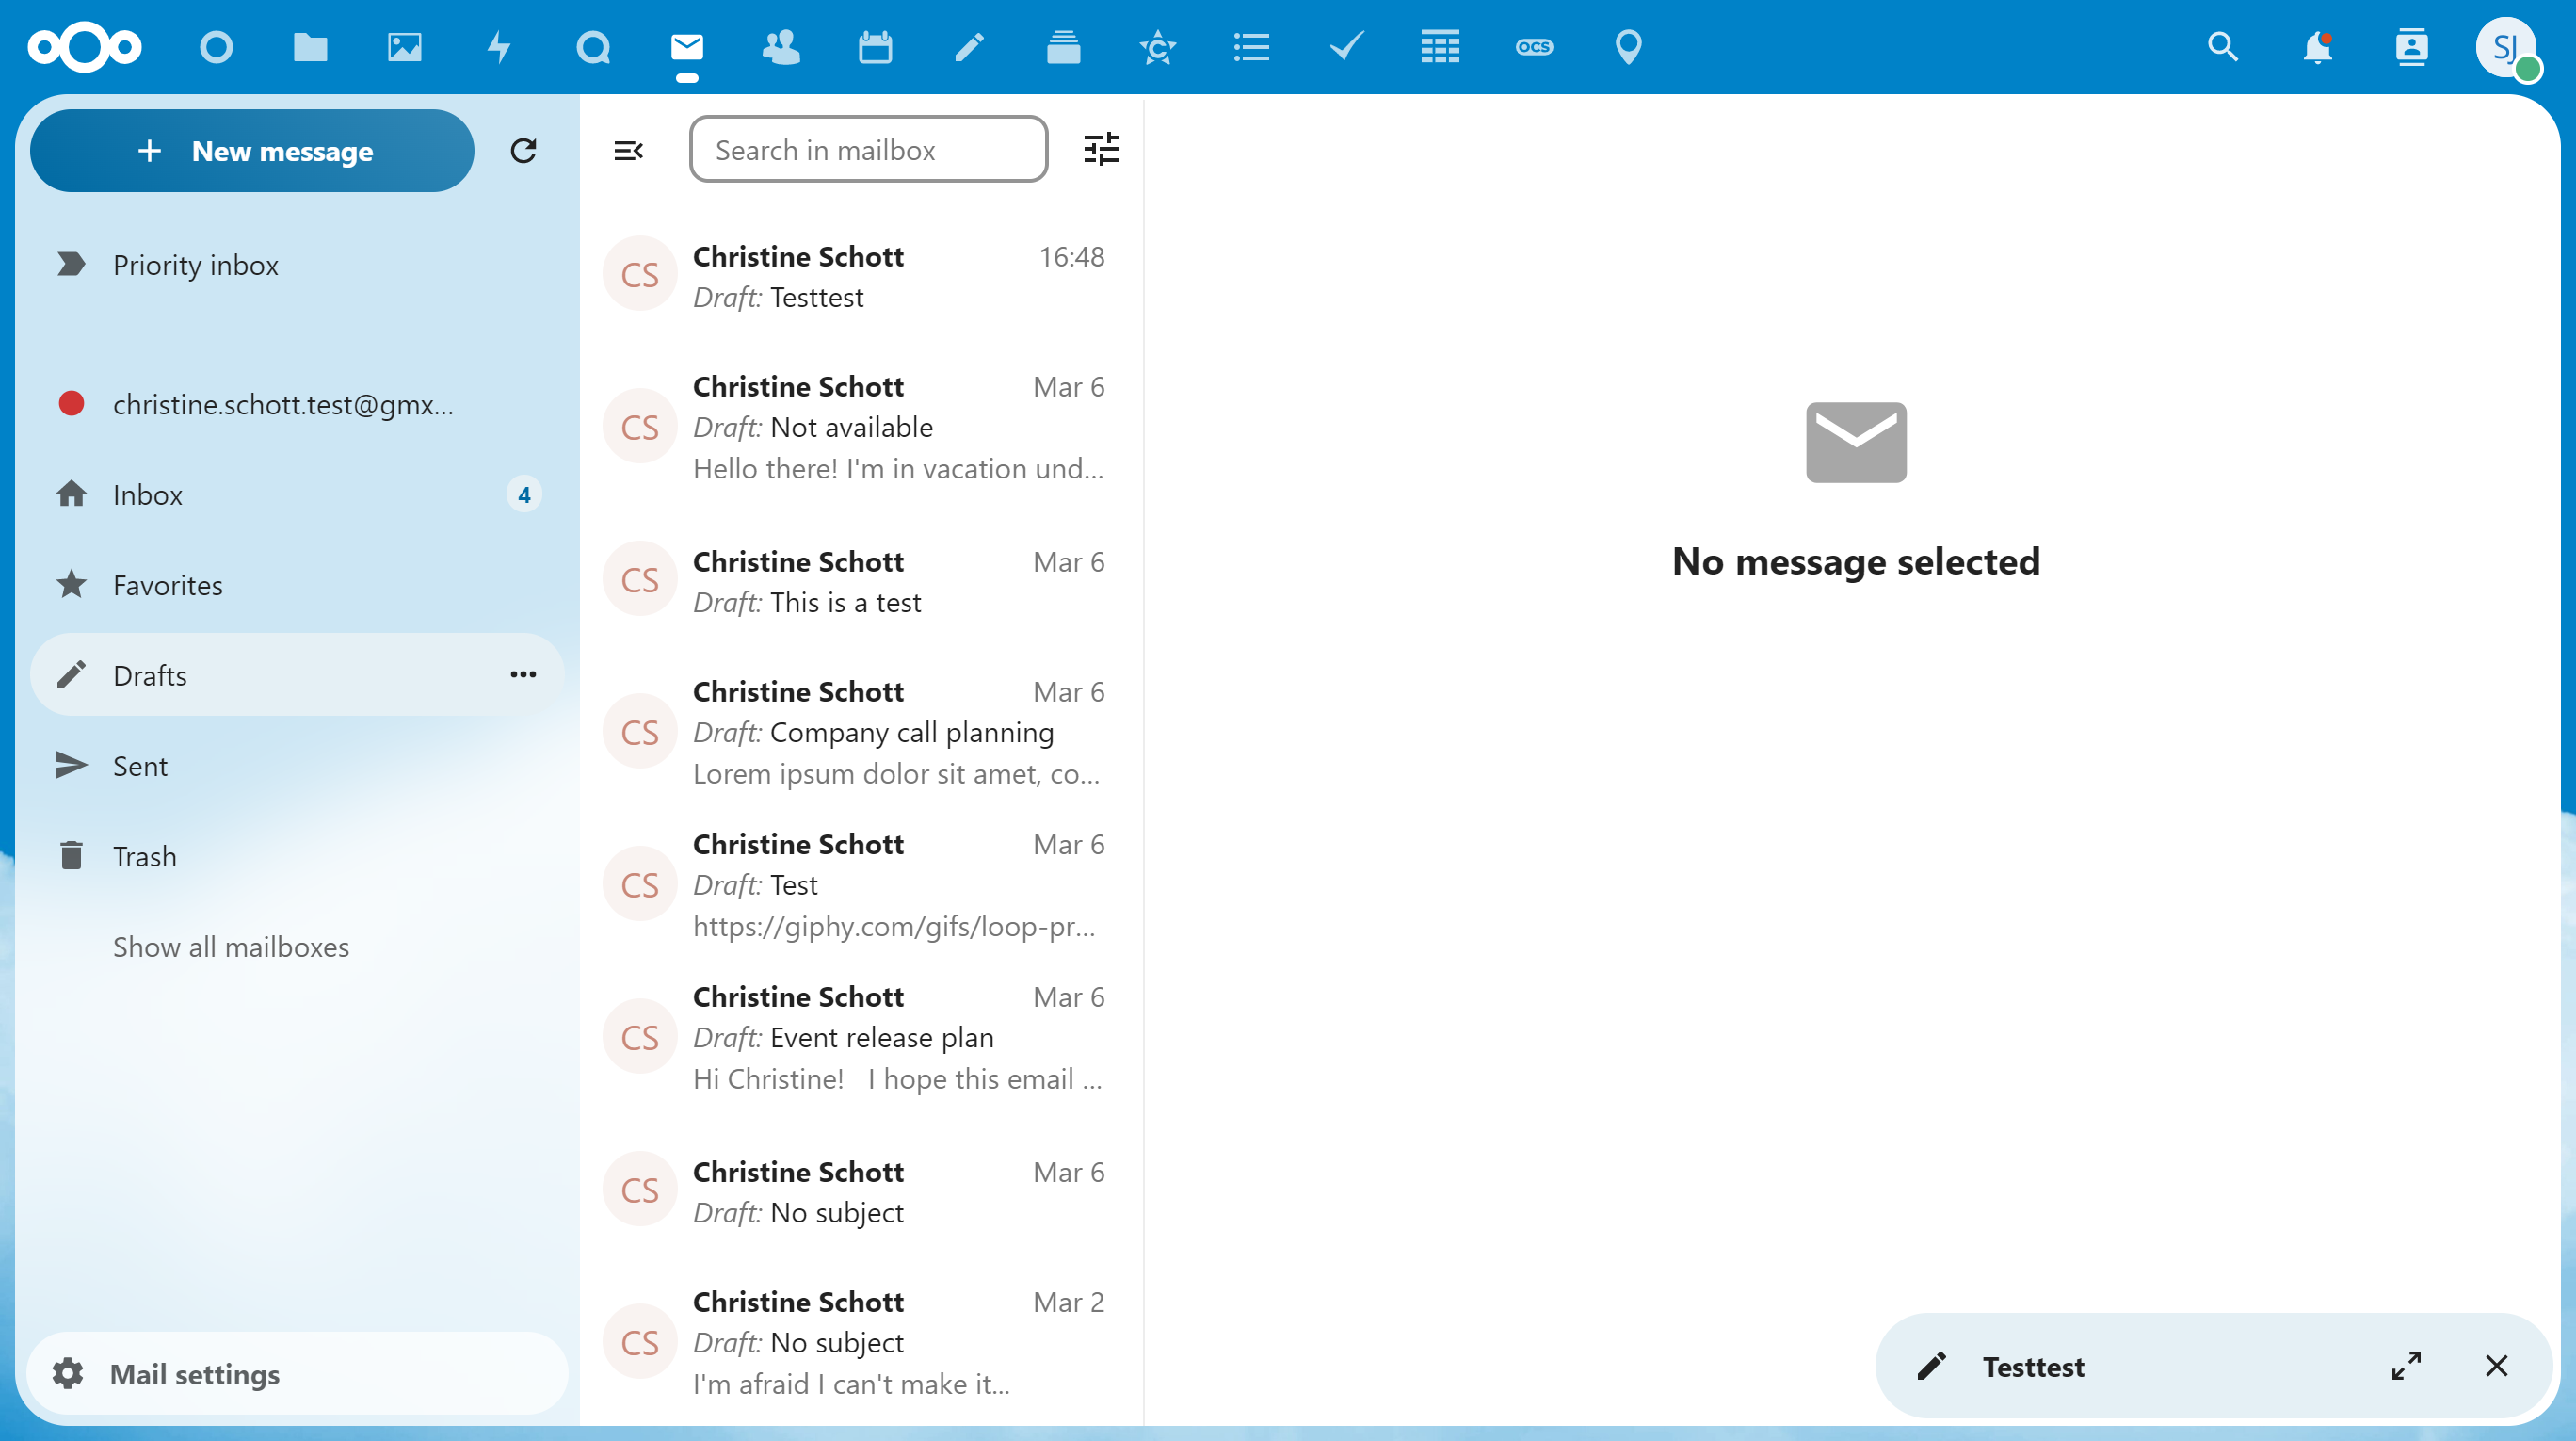 OCS
SJ
New message
Priority inbox
christine.schott.test@gmx...
Inbox
4
Favorites
Drafts
Sent
Trash
Show all mailboxes
Mail settings
Search in mailbox
CS
Christine Schott
16:48
Draft: Testtest
CS
Christine Schott
Mar 6
Draft: Not available
Hello there! I'm in vacation und...
CS
Christine Schott
Mar 6
Draft: This is a test
CS
Christine Schott
Mar 6
Draft: Company call planning
Lorem ipsum dolor sit amet, co...
CS
Christine Schott
Mar 6
Draft: Test
https://giphy.com/gifs/loop-pr...
CS
Christine Schott
Mar 6
Draft: Event release plan
Hi Christine!   I hope this email ...
CS
Christine Schott
Mar 6
Draft: No subject
CS
Christine Schott
Mar 2
Draft: No subject
I'm afraid I can't make it...
No message selected
Testtest